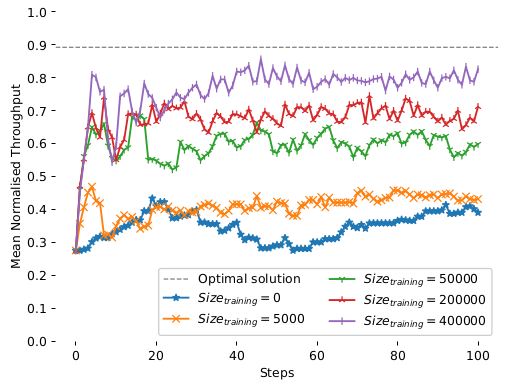 1.0
0.9
0.8
0.7
0.6
0.5
0.4
0.3
0.2
0.1
0.0
Mean Normalised Throughput
Optimal solution
Size_training = 0
Size_training = 5000
Size_training = 50000
Size_training = 200000
Size_training = 400000
0 20 40 60 80 100
Steps